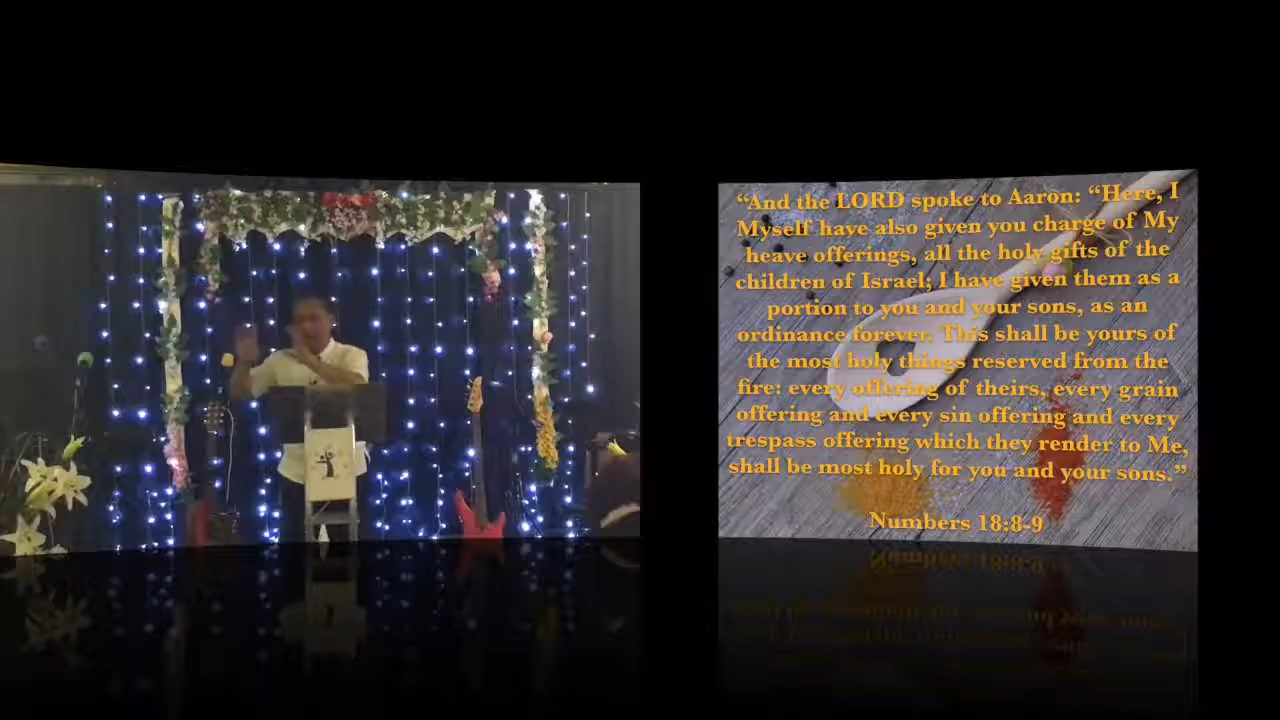 “And the LORD spoke to Aaron: “Here, I
Myself have also given you charge of My
heave offerings, all the holy gifts of the
children of Israel; I have given them as a
portion to you and your sons, as an
ordinance forever. This shall be yours of
the most holy things reserved from the
fire: every offering of theirs, every grain
offering and every sin offering and every
trespass offering which they render to Me,
shall be most holy for you and your sons.”
Numbers 18:8-9